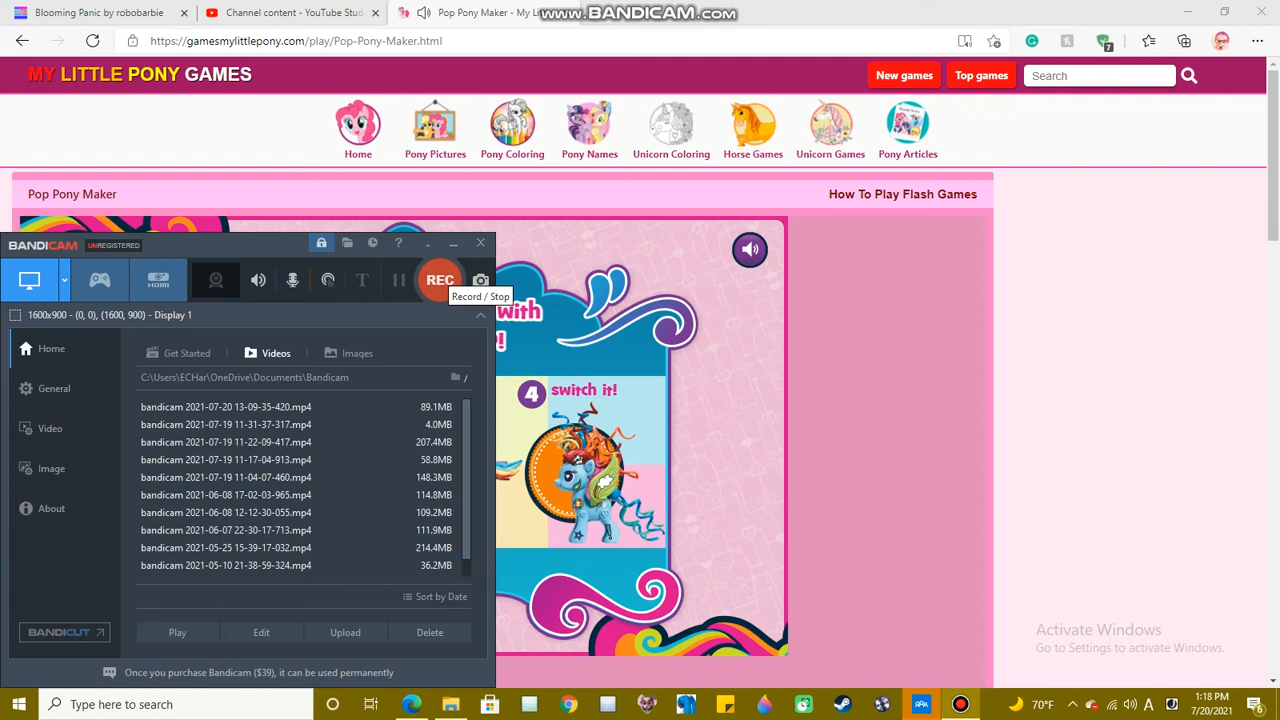 Blooming Panic by robobarbie
Channel content - YouTube Stud
Pop Pony Maker - My Li
www.BANDICAM.com
https://gamesmylittlepony.com/play/Pop-Pony-Maker.html
7
MY LITTLE PONY GAMES
New games
Top games
Search
Home
Pony Pictures
Pony Coloring
Pony Names
Unicorn Coloring
Horse Games
Unicorn Games
Pony Articles
Pop Pony Maker
How To Play Flash Games
BANDICAM UNREGISTERED
?
HDMI
T
REC
Record / Stop
with
!
1600x900 - (0, 0), (1600, 900) - Display 1
Home
General
Video
Image
About
Get Started
Videos
Images
C:\Users\ECHar\OneDrive\Documents\Bandicam
/
bandicam 2021-07-20 13-09-35-420.mp4 89.1MB
bandicam 2021-07-19 11-31-37-317.mp4 4.0MB
bandicam 2021-07-19 11-22-09-417.mp4 207.4MB
bandicam 2021-07-19 11-17-04-913.mp4 58.8MB
bandicam 2021-07-19 11-04-07-460.mp4 148.3MB
bandicam 2021-06-08 17-02-03-965.mp4 114.8MB
bandicam 2021-06-08 12-12-30-055.mp4 109.2MB
bandicam 2021-06-07 22-30-17-713.mp4 111.9MB
bandicam 2021-05-25 15-39-17-032.mp4 214.4MB
bandicam 2021-05-10 21-38-59-324.mp4 36.2MB
Sort by Date
BANDICUT
Play
Edit
Upload
Delete
Once you purchase Bandicam ($39), it can be used permanently
4 switch it!
Activate Windows
Go to Settings to activate Windows.
Type here to search
70°F
A
1:18 PM
7/20/2021
6